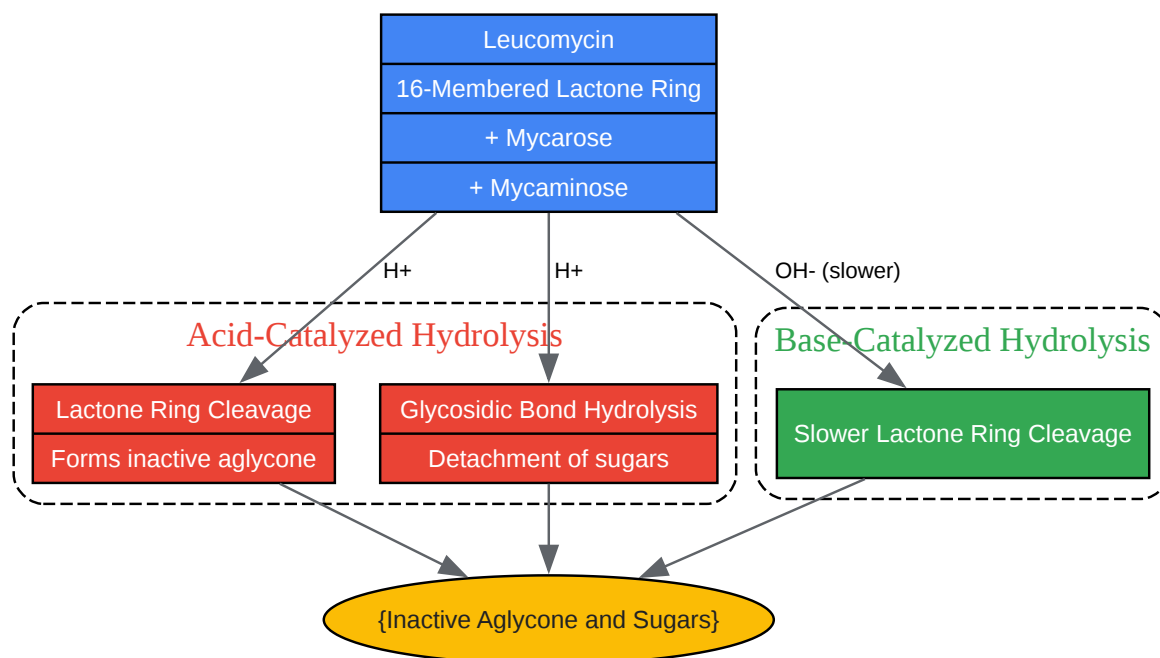 Leucomycin
16-Membered Lactone Ring
+ Mycarose
+ Mycaminose
H+
H+
OH- (slower)
Acid-Catalyzed Hydrolysis
Base-Catalyzed Hydrolysis
Lactone Ring Cleavage
Forms inactive aglycone
Glycosidic Bond Hydrolysis
Detachment of sugars
Slower Lactone Ring Cleavage
{Inactive Aglycone and Sugars}